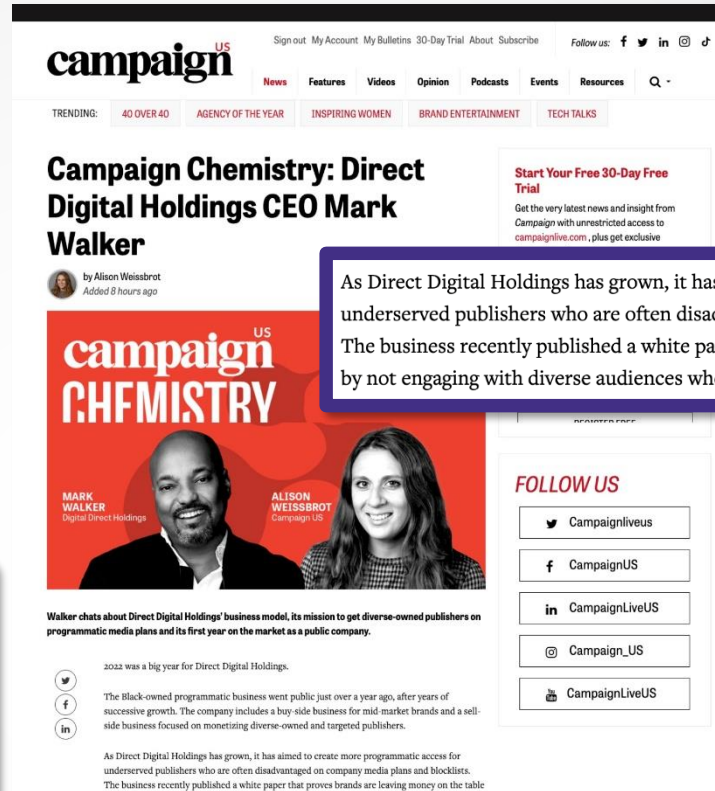 campaign US
Sign out My Account My Bulletins 30-Day Trial About Subscribe
Follow us:
News Features Videos Opinion Podcasts Events Resources
TRENDING: 40 OVER 40 AGENCY OF THE YEAR INSPIRING WOMEN BRAND ENTERTAINMENT TECH TALKS
Campaign Chemistry: Direct
Digital Holdings CEO Mark
Walker
by Alison Weissbrot
Added 8 hours ago
Start Your Free 30-Day Free
Trial
Get the very latest news and insight from
Campaign with unrestricted access to
campaignlive.com , plus get exclusive
As Direct Digital Holdings has grown, it has
underserved publishers who are often
The business recently published a white
by not engaging with diverse audiences
campaign US
CHEMISTRY
MARK
WALKER
Digital Direct Holdings
ALISON
WEISSBROT
Campaign US
FOLLOW US
Campaignliveus
CampaignUS
CampaignLiveUS
Campaign_US
CampaignLiveUS
Walker chats about Direct Digital Holdings' business model, its mission to get diverse-owned publishers on
programmatic media plans and its first year on the market as a public company.
2022 was a big year for Direct Digital Holdings.
The Black-owned programmatic business went public just over a year ago, after years of
successive growth. The company includes a buy-side business for mid-market brands and a sell-
side business focused on monetizing diverse-owned and targeted publishers.
As Direct Digital Holdings has grown, it has aimed to create more programmatic access for
underserved publishers who are often disadvantaged on company media plans and blocklists.
The business recently published a white paper that proves brands are leaving money on the table